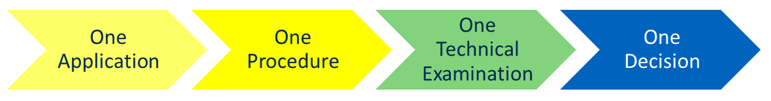 One
Application
One
Procedure
One
Technical
Examination
One
Decision